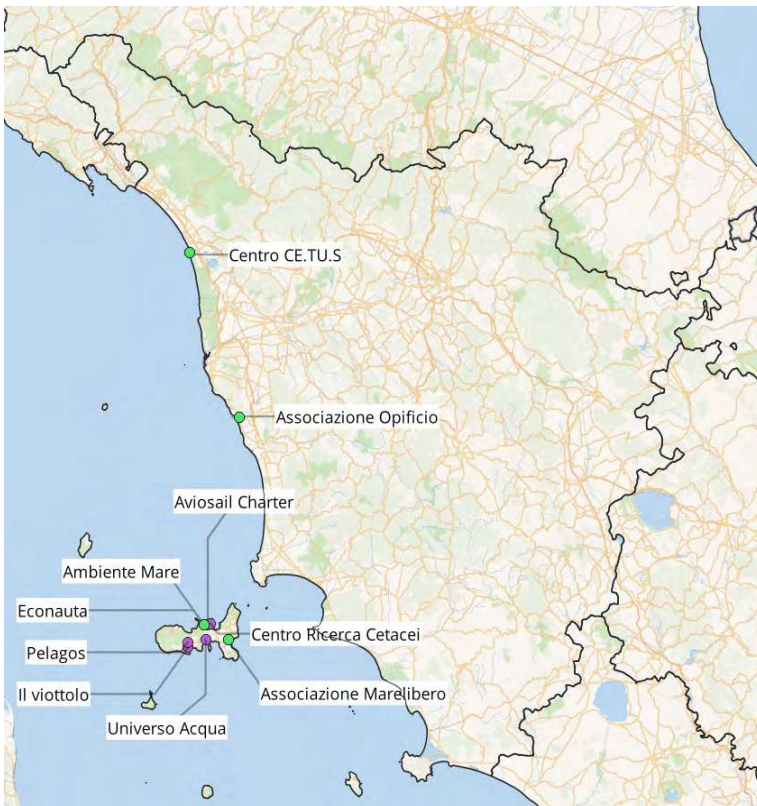 Centro CE.TU.S
Associazione Opificio
Aviosail Charter
Ambiente Mare
Econauta
Centro Ricerca Cetacei
Pelagos
Il viottolo
Associazione Marelibero
Universo Acqua